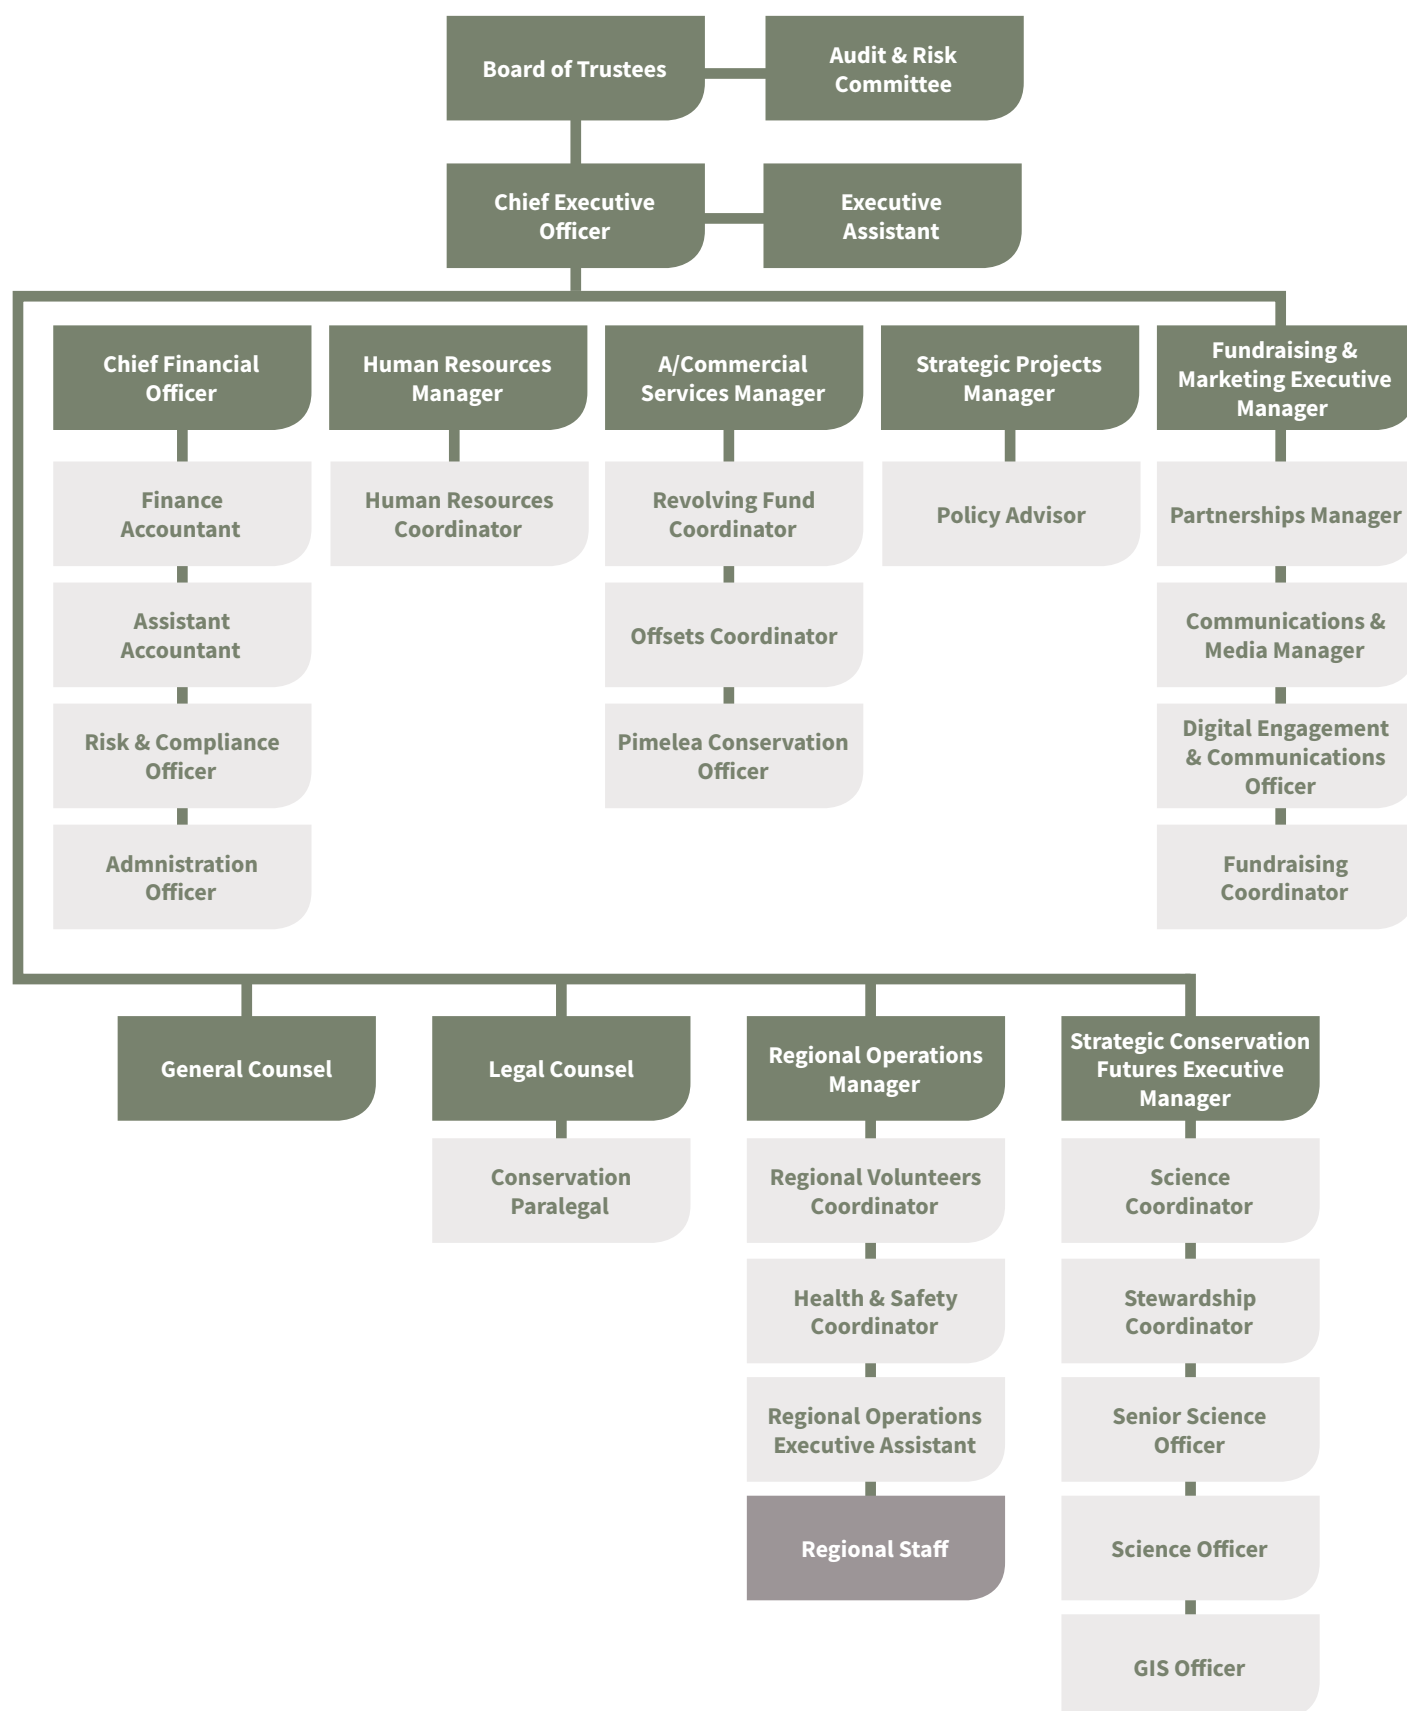 Board of Trustees
Audit & Risk
Committee
Chief Executive
Officer
Executive
Assistant
Chief Financial
Officer
Human Resources
Manager
A/Commercial
Services Manager
Strategic Projects
Manager
Fundraising &
Marketing Executive
Manager
Finance
Accountant
Human Resources
Coordinator
Revolving Fund
Coordinator
Policy Advisor
Partnerships Manager
Assistant
Accountant
Offsets Coordinator
Communications &
Media Manager
Risk & Compliance
Officer
Pimelea Conservation
Officer
Digital Engagement
& Communications
Officer
Admnistration
Officer
Fundraising
Coordinator
General Counsel
Legal Counsel
Regional Operations
Manager
Strategic Conservation
Futures Executive
Manager
Conservation
Paralegal
Regional Volunteers
Coordinator
Science
Coordinator
Health & Safety
Coordinator
Stewardship
Coordinator
Regional Operations
Executive Assistant
Senior Science
Officer
Regional Staff
Science Officer
GIS Officer